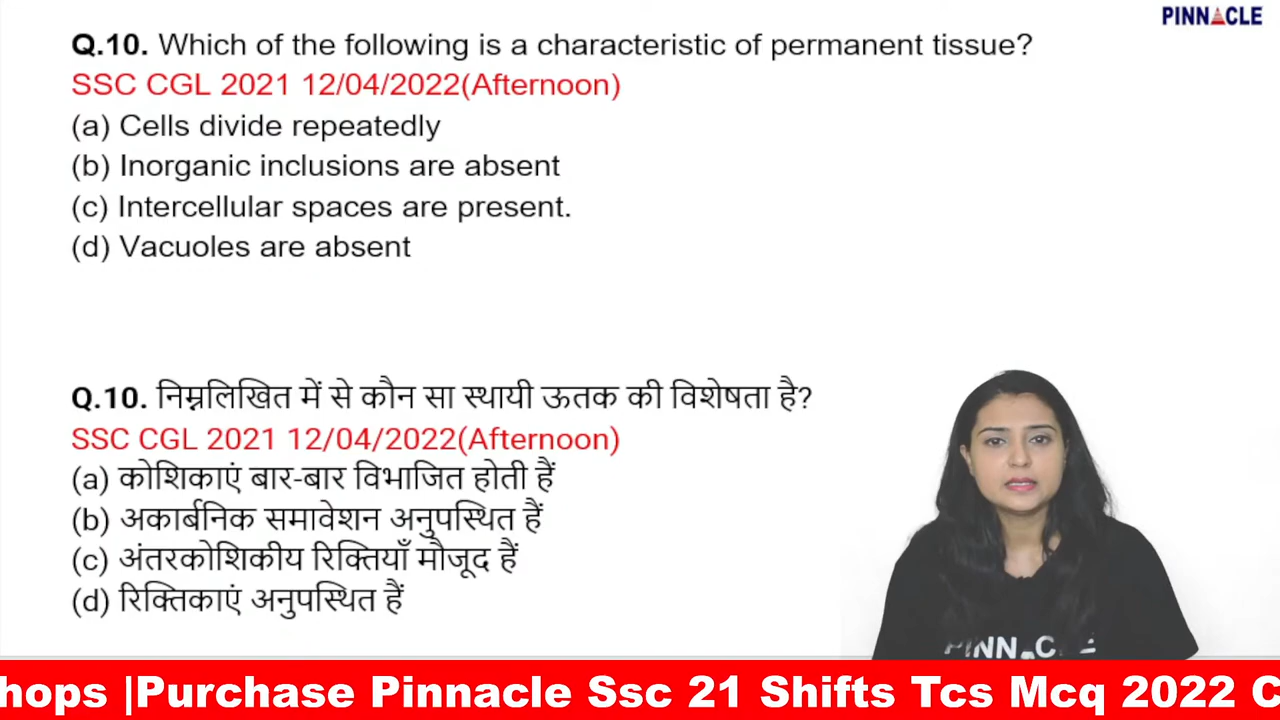 PINNACLE
Q.10. Which of the following is a characteristic of permanent tissue?
SSC CGL 2021 12/04/2022(Afternoon)
(a) Cells divide repeatedly
(b) Inorganic inclusions are absent
(c) Intercellular spaces are present.
(d) Vacuoles are absent
Q.10. निम्नलिखित में से कौन सा स्थायी ऊतक की विशेषता है?
SSC CGL 2021 12/04/2022(Afternoon)
(a) कोशिकाएं बार-बार विभाजित होती हैं
(b) अकार्बनिक समावेशन अनुपस्थित हैं
(c) अंतरकोशिकीय रिक्तियाँ मौजूद हैं
(d) रिक्तिकाएं अनुपस्थित हैं
PINNACLE
hops |Purchase Pinnacle Ssc 21 Shifts Tcs Mcq 2022 C